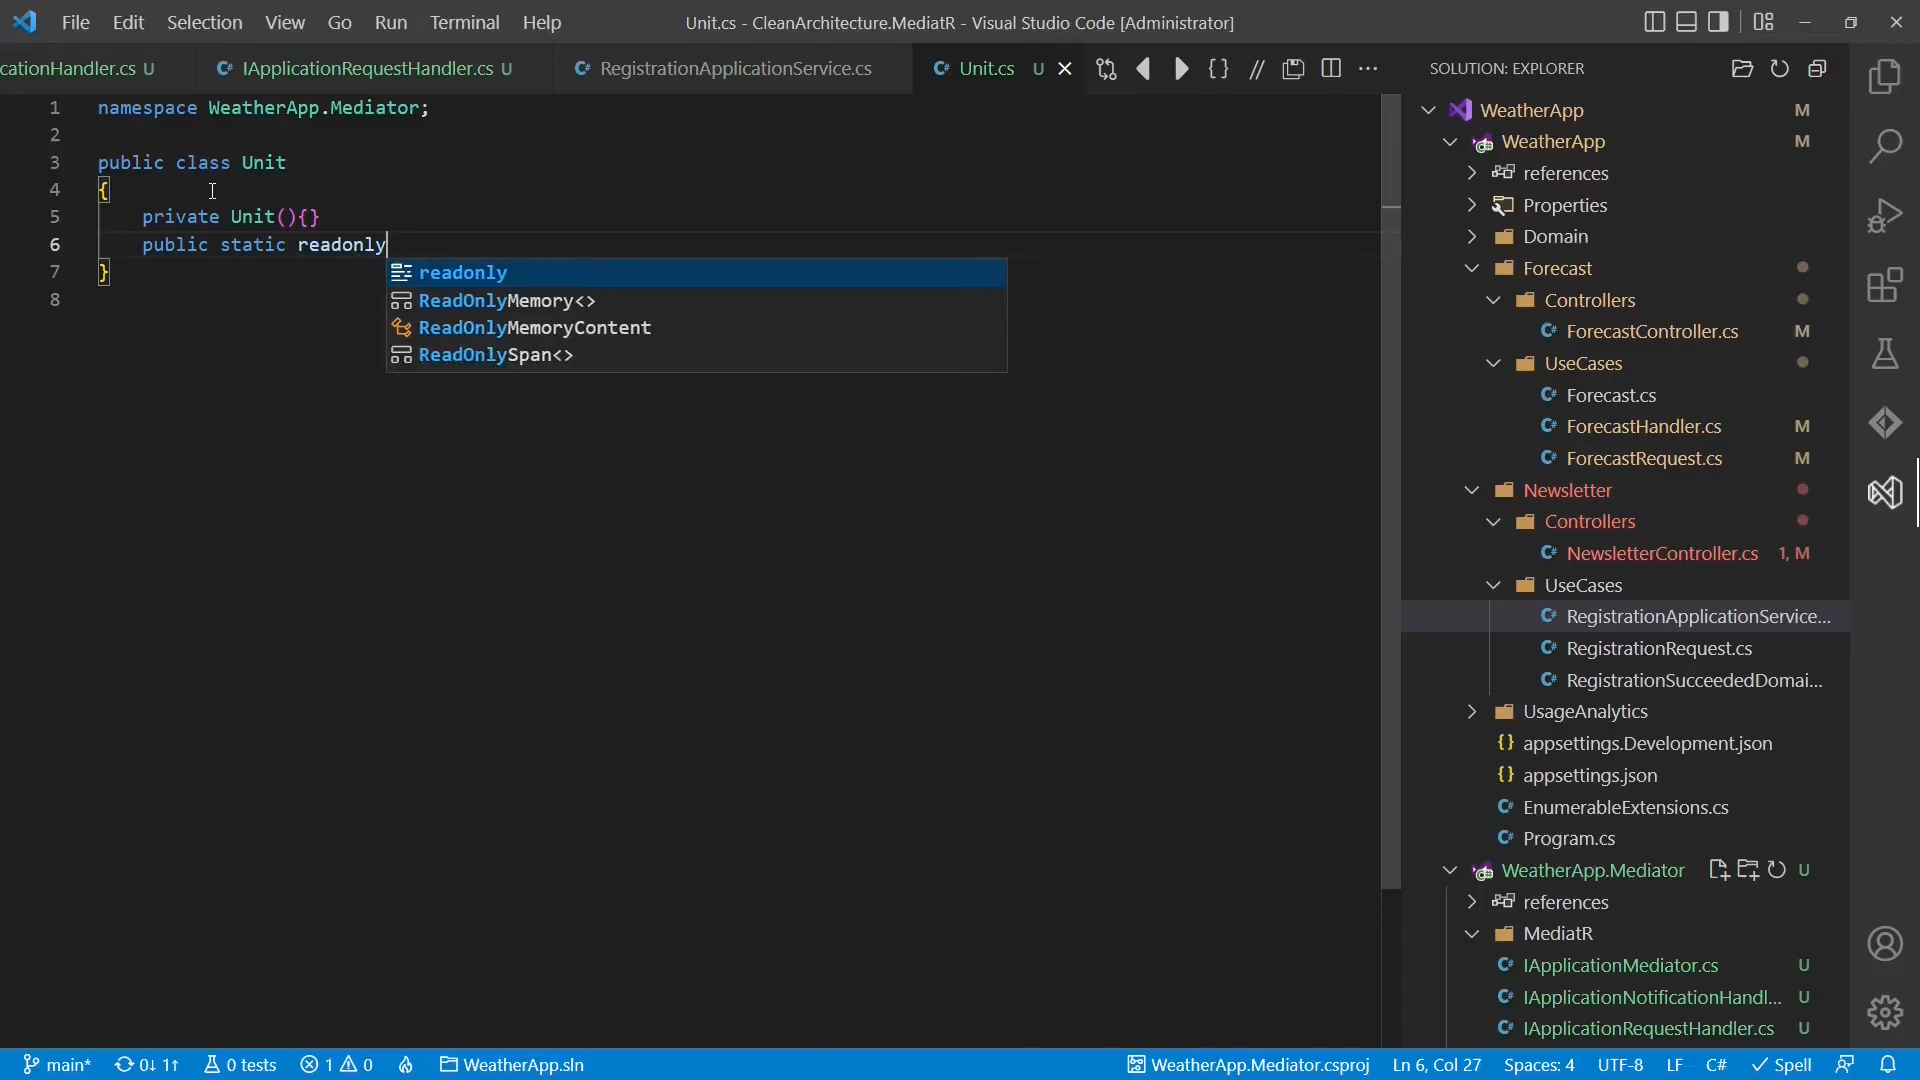 File Edit Selection View Go Run Terminal Help
Unit.cs - CleanArchitecture.MediatR - Visual Studio Code [Administrator]
cationHandler.cs U
C# IApplicationRequestHandler.cs U
C# RegistrationApplicationService.cs
C# Unit.cs U
1 namespace WeatherApp.Mediator;
2
3 public class Unit
4 {
5 private Unit(){}
6 public static readonly
7 }
8
readonly
ReadOnlyMemory<>
ReadOnlyMemoryContent
ReadOnlySpan<>
SOLUTION: EXPLORER
WeatherApp M
WeatherApp M
references
Properties
Domain
Forecast
Controllers
C# ForecastController.cs M
UseCases
C# Forecast.cs
C# ForecastHandler.cs M
C# ForecastRequest.cs M
Newsletter
Controllers
C# NewsletterController.cs 1, M
UseCases
C# RegistrationApplicationService...
C# RegistrationRequest.cs
C# RegistrationSucceededDomai...
UsageAnalytics
{} appsettings.Development.json
{} appsettings.json
C# EnumerableExtensions.cs
C# Program.cs
WeatherApp.Mediator U
references
MediatR
C# IApplicationMediator.cs U
C# IApplicationNotificationHandl... U
C# IApplicationRequestHandler.cs U
main* 0↓ 1↑ 0 tests 1 0 WeatherApp.sln
WeatherApp.Mediator.csproj Ln 6, Col 27 Spaces: 4 UTF-8 LF C# Spell